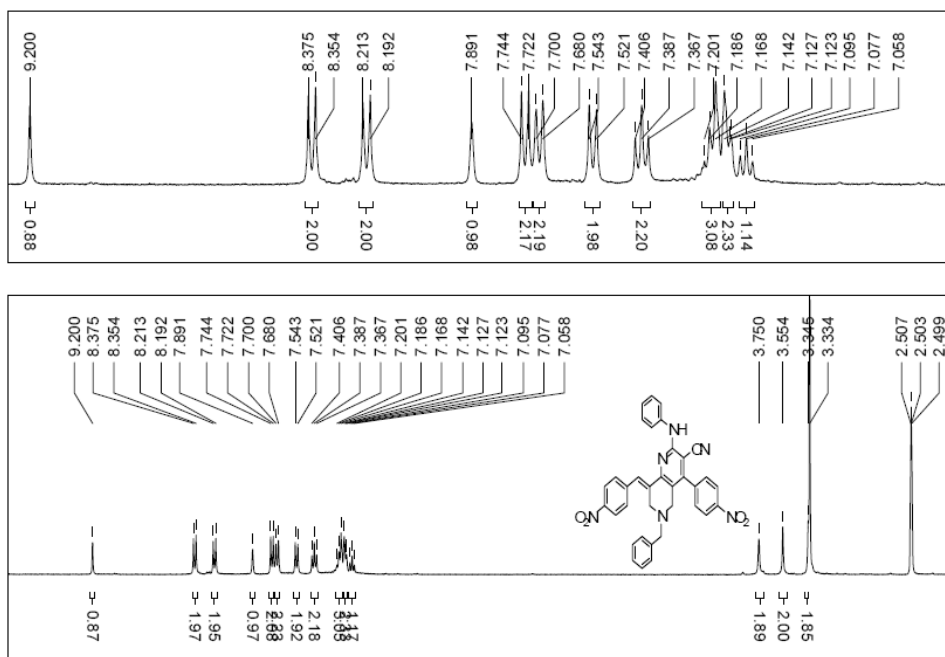 9.200 8.375 8.354 8.213 8.192 7.891 7.744 7.722 7.700 7.680 7.543 7.521 7.406 7.387 7.367 7.201 7.186 7.168 7.142 7.127 7.123 7.095 7.077 7.058
0.88 2.00 2.00 0.98 2.17 2.19 1.98 2.20 3.08 2.33 1.14
9.200 8.375 8.354 8.213 8.192 7.891 7.744 7.722 7.700 7.680 7.543 7.521 7.406 7.387 7.367 7.201 7.186 7.168 7.142 7.127 7.123 7.095 7.077 7.058 3.750 3.554 3.346 3.334 2.507 2.503 2.499
NH
N CN
O₂N N NO₂
0.87 1.97 1.95 0.97 2.08 1.92 2.18 3.05 1.17 1.89 2.00 1.85